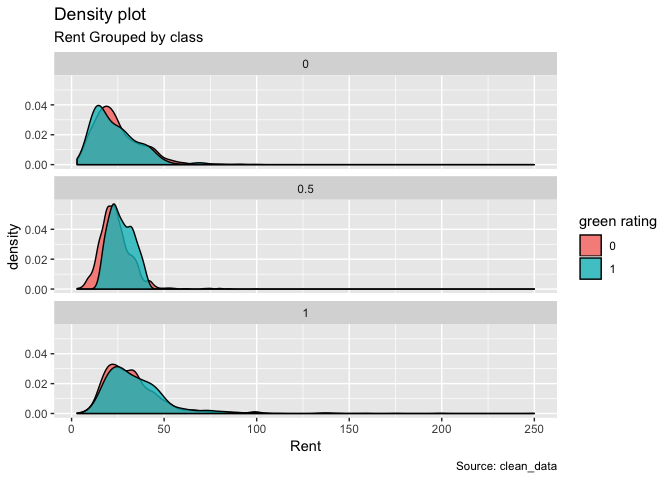 Density plot
Rent Grouped by class
0
0.04
0.02
0.00
0.5
0.04
0.02
0.00
1
0.04
0.02
0.00
density
0 50 100 150 200 250
Rent
green rating
0
1
Source: clean_data